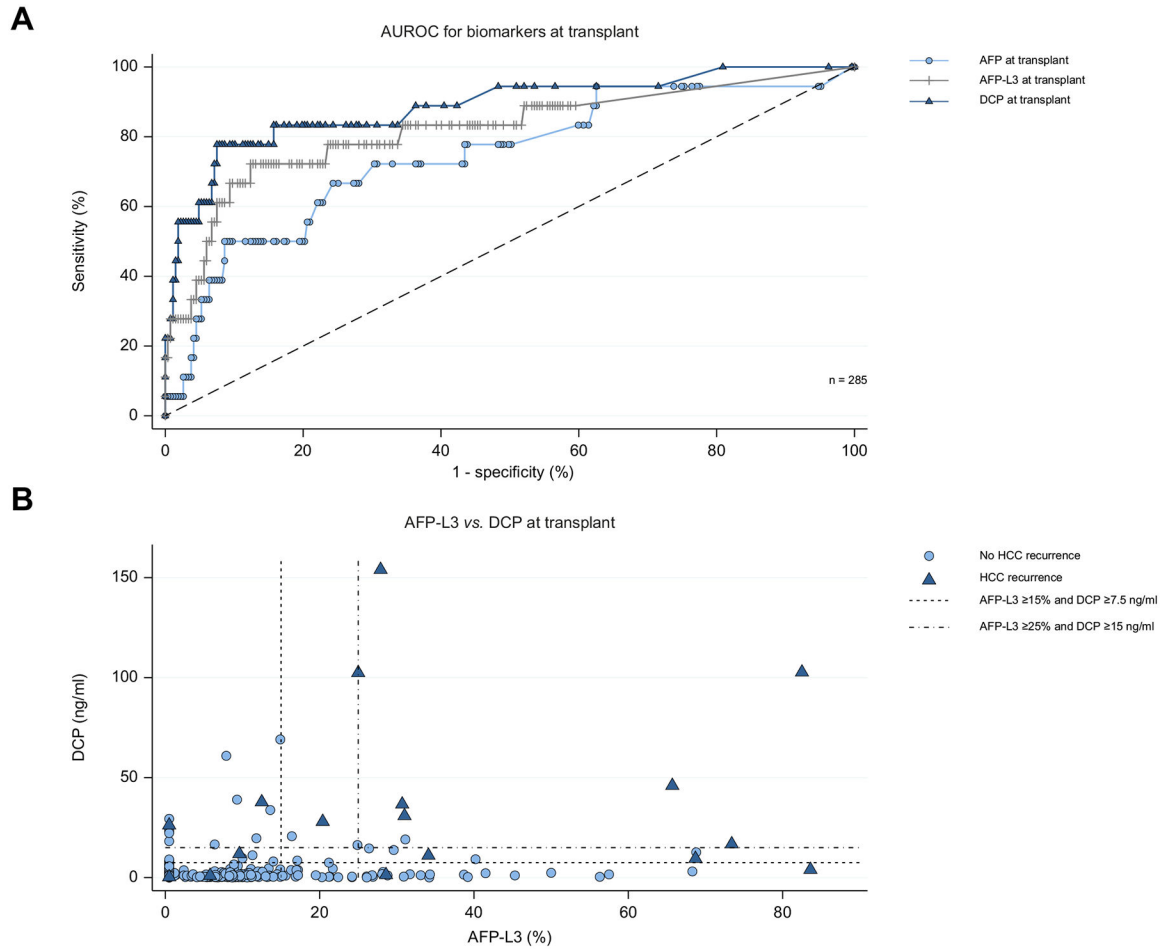 A
AUROC for biomarkers at transplant
100
80
60
40
20
0
Sensitivity (%)
0 20 40 60 80 100
1 - specificity (%)
n = 285
AFP at transplant
AFP-L3 at transplant
DCP at transplant
B
AFP-L3 vs. DCP at transplant
150
100
50
0
DCP (ng/ml)
0 20 40 60 80
AFP-L3 (%)
No HCC recurrence
HCC recurrence
AFP-L3 ≥15% and DCP ≥7.5 ng/ml
AFP-L3 ≥25% and DCP ≥15 ng/ml